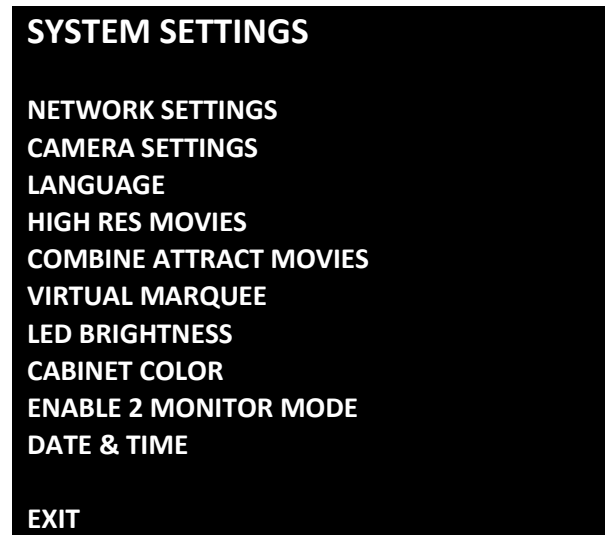 SYSTEM SETTINGS
NETWORK SETTINGS
CAMERA SETTINGS
LANGUAGE
HIGH RES MOVIES
COMBINE ATTRACT MOVIES
VIRTUAL MARQUEE
LED BRIGHTNESS
CABINET COLOR
ENABLE 2 MONITOR MODE
DATE & TIME
EXIT